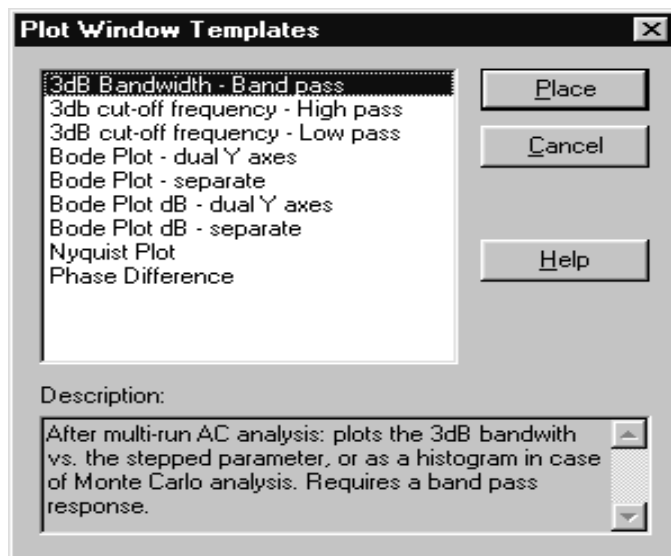 Plot Window Templates
3dB Bandwidth - Band pass
3db cut-off frequency - High pass
3dB cut-off frequency - Low pass
Bode Plot - dual Y axes
Bode Plot - separate
Bode Plot dB - dual Y axes
Bode Plot dB - separate
Nyquist Plot
Phase Difference
Place
Cancel
Help
Description:
After multi-run AC analysis: plots the 3dB bandwith
vs. the stepped parameter, or as a histogram in case
of Monte Carlo analysis. Requires a band pass
response.